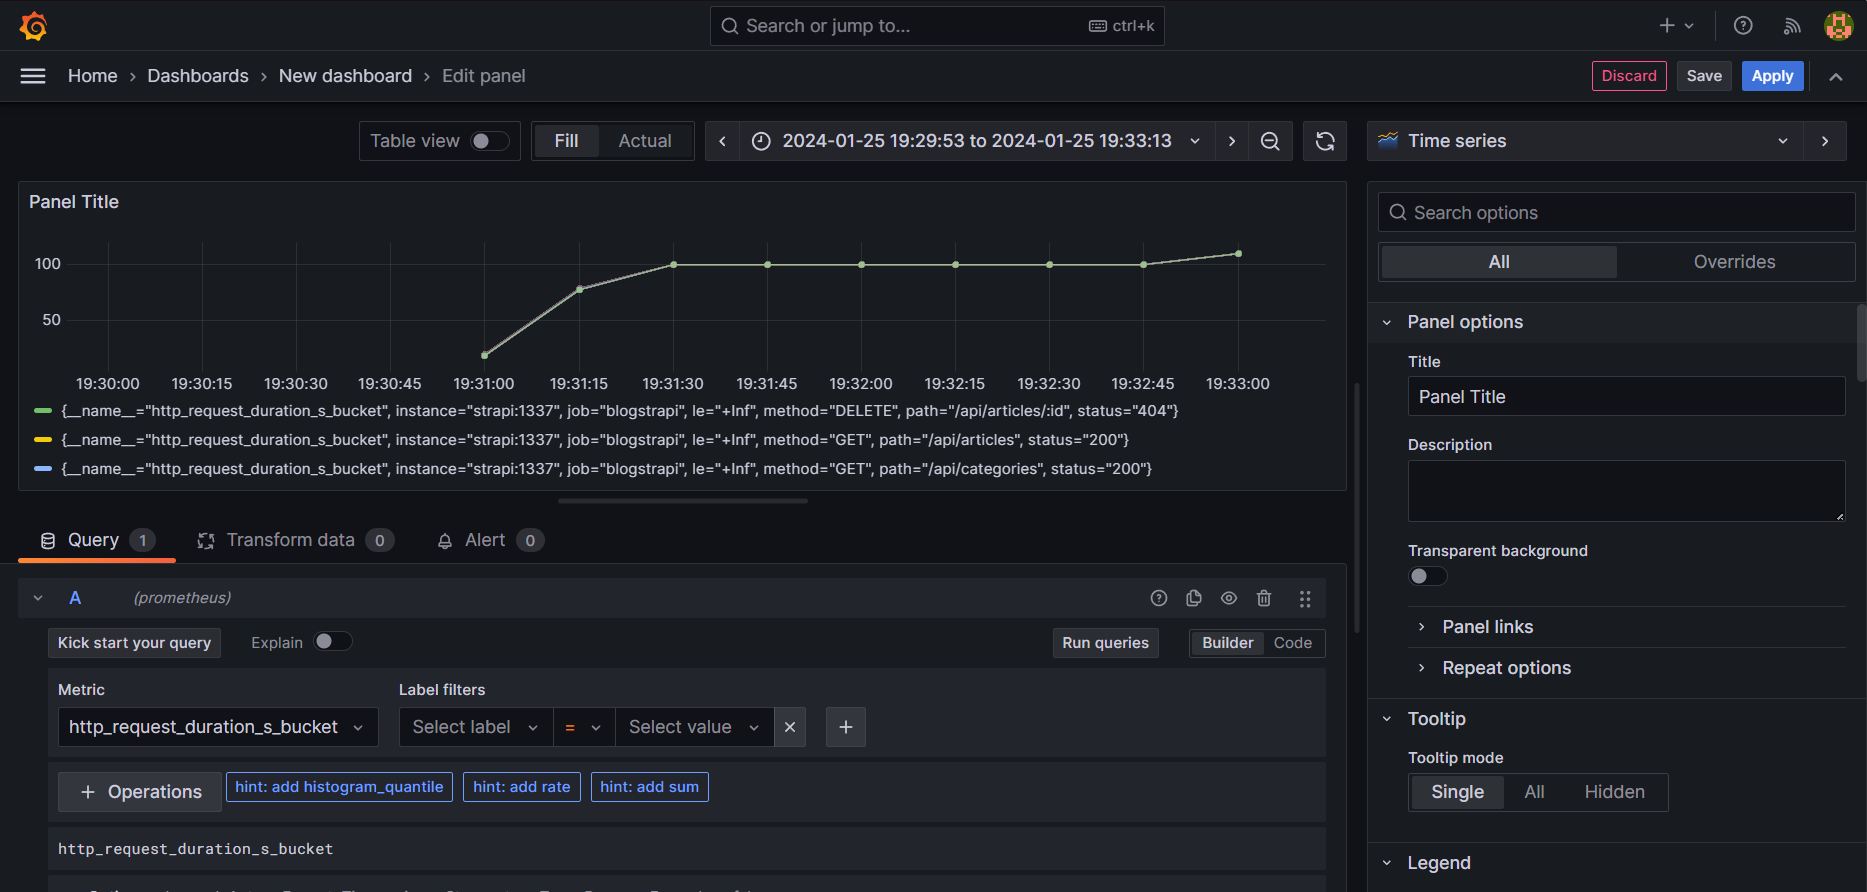 Search or jump to... ctrl+k
Home › Dashboards › New dashboard › Edit panel
Discard Save Apply
Table view Fill Actual 2024-01-25 19:29:53 to 2024-01-25 19:33:13 Time series
Panel Title
100
50
19:30:00 19:30:15 19:30:30 19:30:45 19:31:00 19:31:15 19:31:30 19:31:45 19:32:00 19:32:15 19:32:30 19:32:45 19:33:00
{__name__="http_request_duration_s_bucket", instance="strapi:1337", job="blogstrapi", le="+Inf", method="DELETE", path="/api/articles/:id", status="404"}
{__name__="http_request_duration_s_bucket", instance="strapi:1337", job="blogstrapi", le="+Inf", method="GET", path="/api/articles", status="200"}
{__name__="http_request_duration_s_bucket", instance="strapi:1337", job="blogstrapi", le="+Inf", method="GET", path="/api/categories", status="200"}
Query 1 Transform data 0 Alert 0
A (prometheus)
Kick start your query Explain Run queries Builder Code
Metric Label filters
http_request_duration_s_bucket Select label = Select value × +
+ Operations hint: add histogram_quantile hint: add rate hint: add sum
http_request_duration_s_bucket
Search options
All Overrides
Panel options
Title
Panel Title
Description
Transparent background
Panel links
Repeat options
Tooltip
Tooltip mode
Single All Hidden
Legend